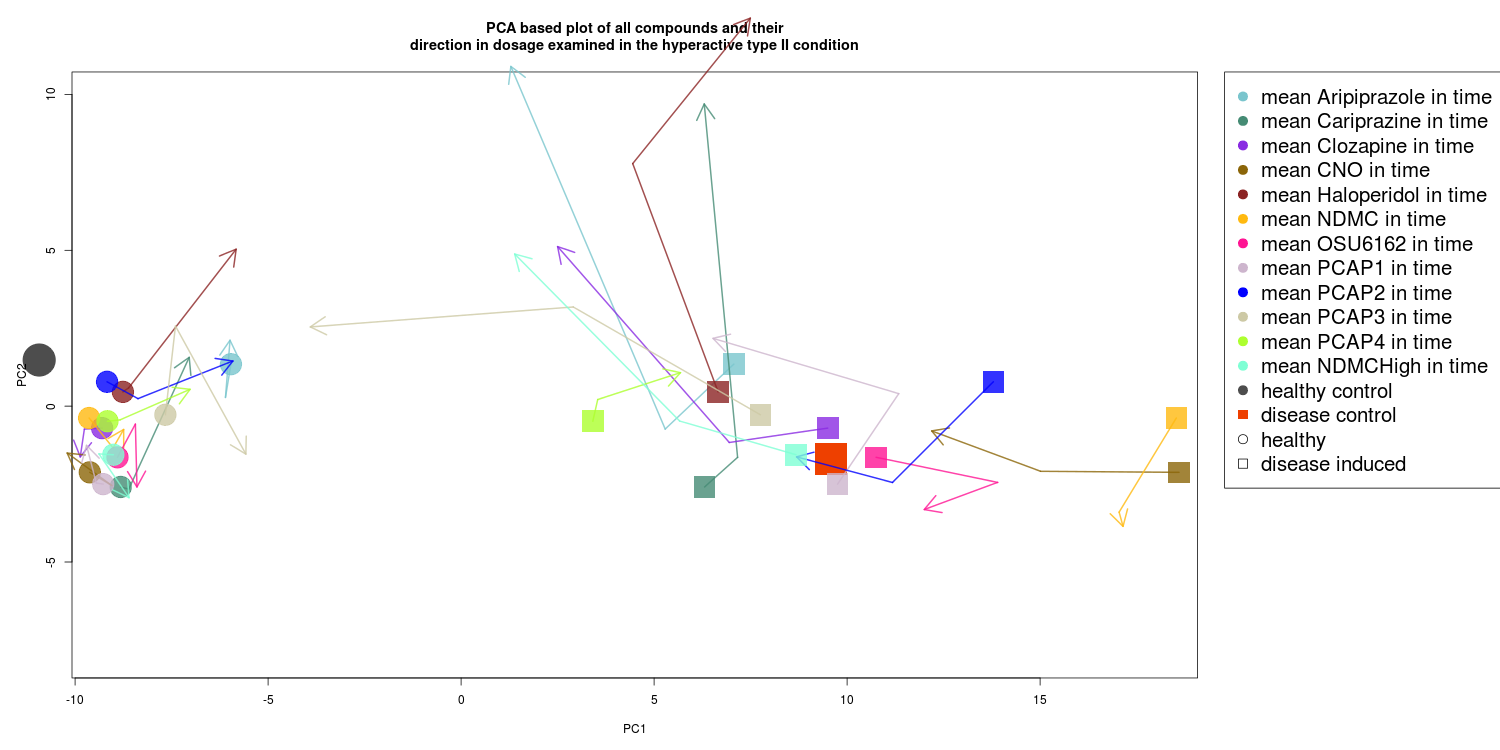 PCA based plot of all compounds and their
direction in dosage examined in the hyperactive type II condition
10
5
0
-5
PC2
-10
-5
0
5
10
15
PC1
mean Aripiprazole in time
mean Cariprazine in time
mean Clozapine in time
mean CNO in time
mean Haloperidol in time
mean NDMC in time
mean OSU6162 in time
mean PCAP1 in time
mean PCAP2 in time
mean PCAP3 in time
mean PCAP4 in time
mean NDMCHigh in time
healthy control
disease control
healthy
disease induced